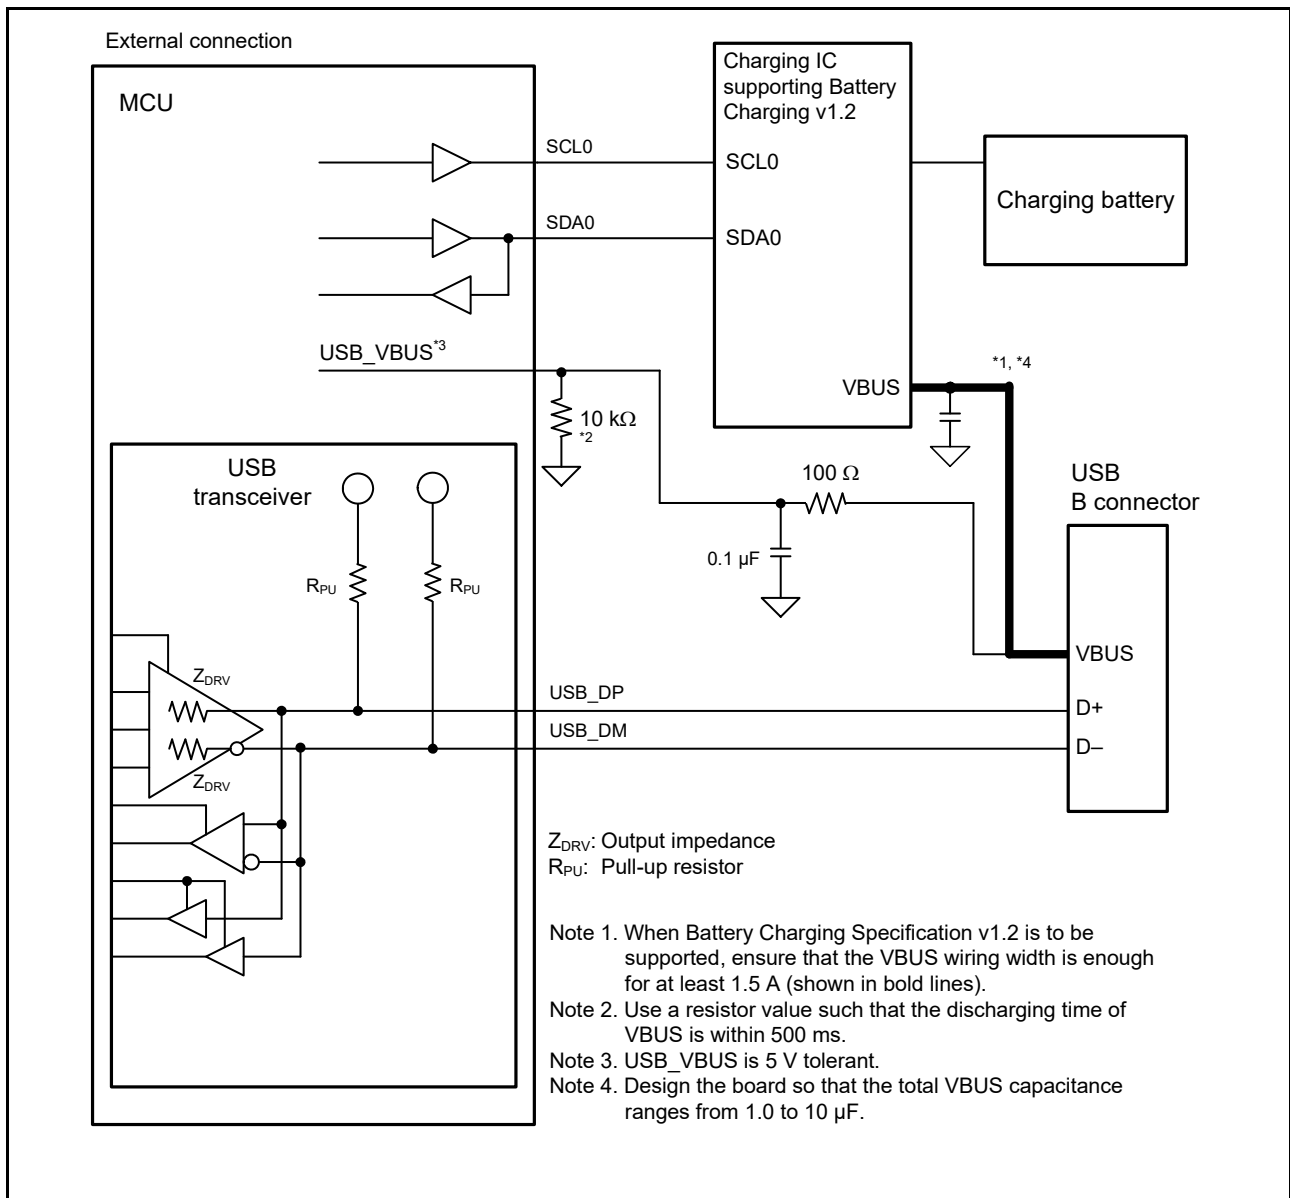 External connection
MCU
Charging IC
supporting Battery
Charging v1.2
SCL0
SCL0
Charging battery
SDA0
SDA0
USB_VBUS*3
10 kΩ
*2
VBUS
*1, *4
USB
transceiver
100 Ω
USB
B connector
0.1 µF
RPU
RPU
VBUS
ZDRV
USB_DP
D+
USB_DM
D–
ZDRV
ZDRV: Output impedance
RPU: Pull-up resistor
Note 1. When Battery Charging Specification v1.2 is to be
supported, ensure that the VBUS wiring width is enough
for at least 1.5 A (shown in bold lines).
Note 2. Use a resistor value such that the discharging time of
VBUS is within 500 ms.
Note 3. USB_VBUS is 5 V tolerant.
Note 4. Design the board so that the total VBUS capacitance
ranges from 1.0 to 10 µF.